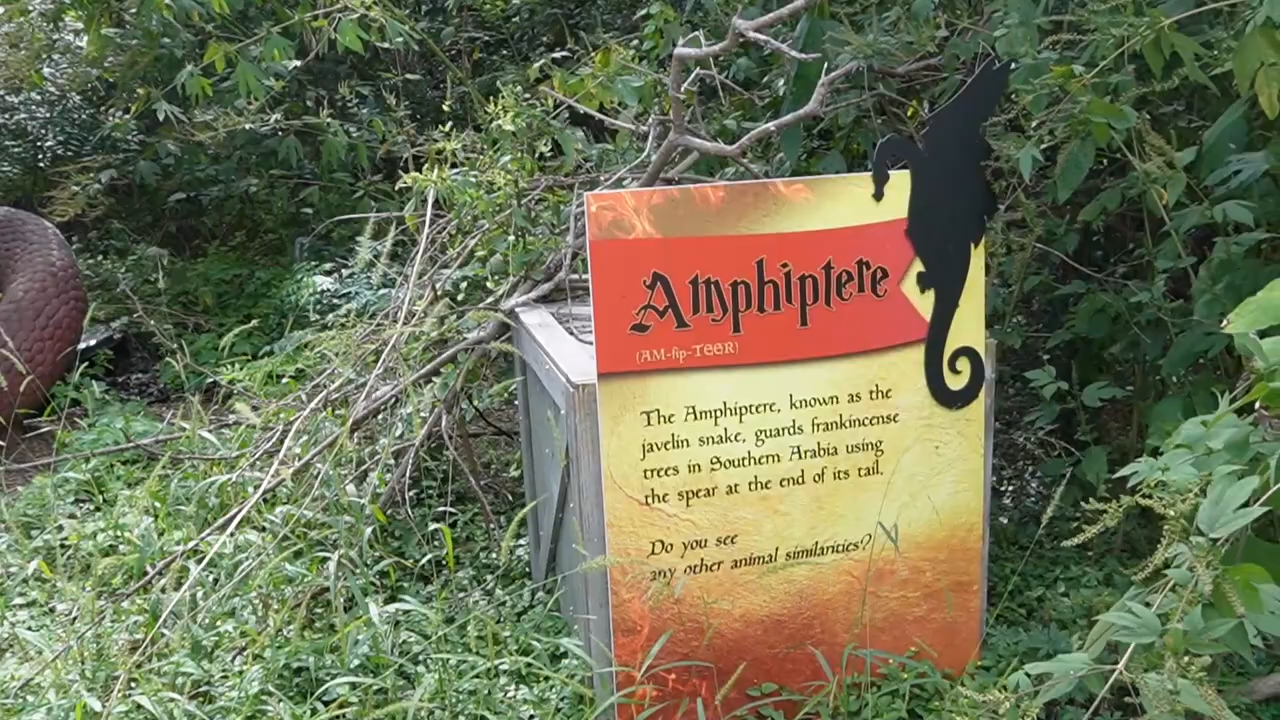 Amphiptere
(AM-fip-TEER)
The Amphiptere, known as the
javelin snake, guards frankincense
trees in Southern Arabia using
the spear at the end of its tail.
Do you see
any other animal similarities?